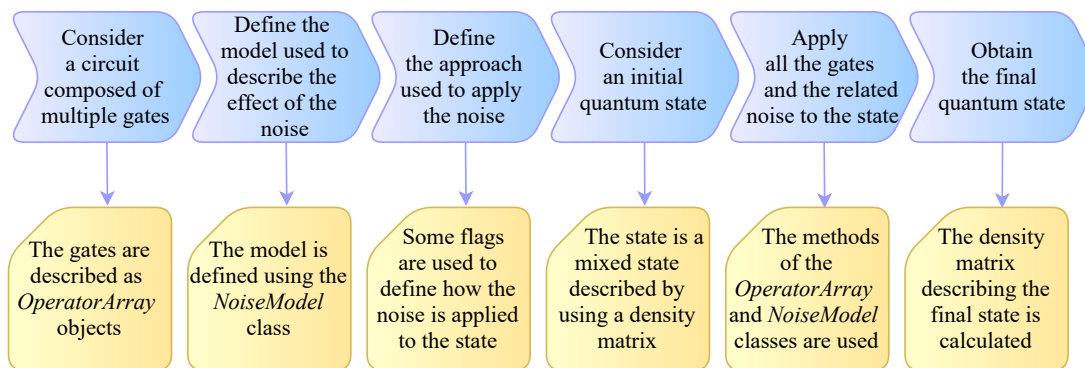 Consider
a circuit
composed of
multiple gates
Define the
model used to
describe the
effect of the
noise
Define
the approach
used to apply
the noise
Consider
an initial
quantum state
Apply
all the gates
and the related
noise to the state
Obtain
the final
quantum state
The gates are
described as
OperatorArray
objects
The model is
defined using the
NoiseModel
class
Some flags
are used to
define how the
noise is applied
to the state
The state is a
mixed state
described by
using a density
matrix
The methods
of the
OperatorArray
and NoiseModel
classes are used
The density
matrix
describing the
final state is
calculated